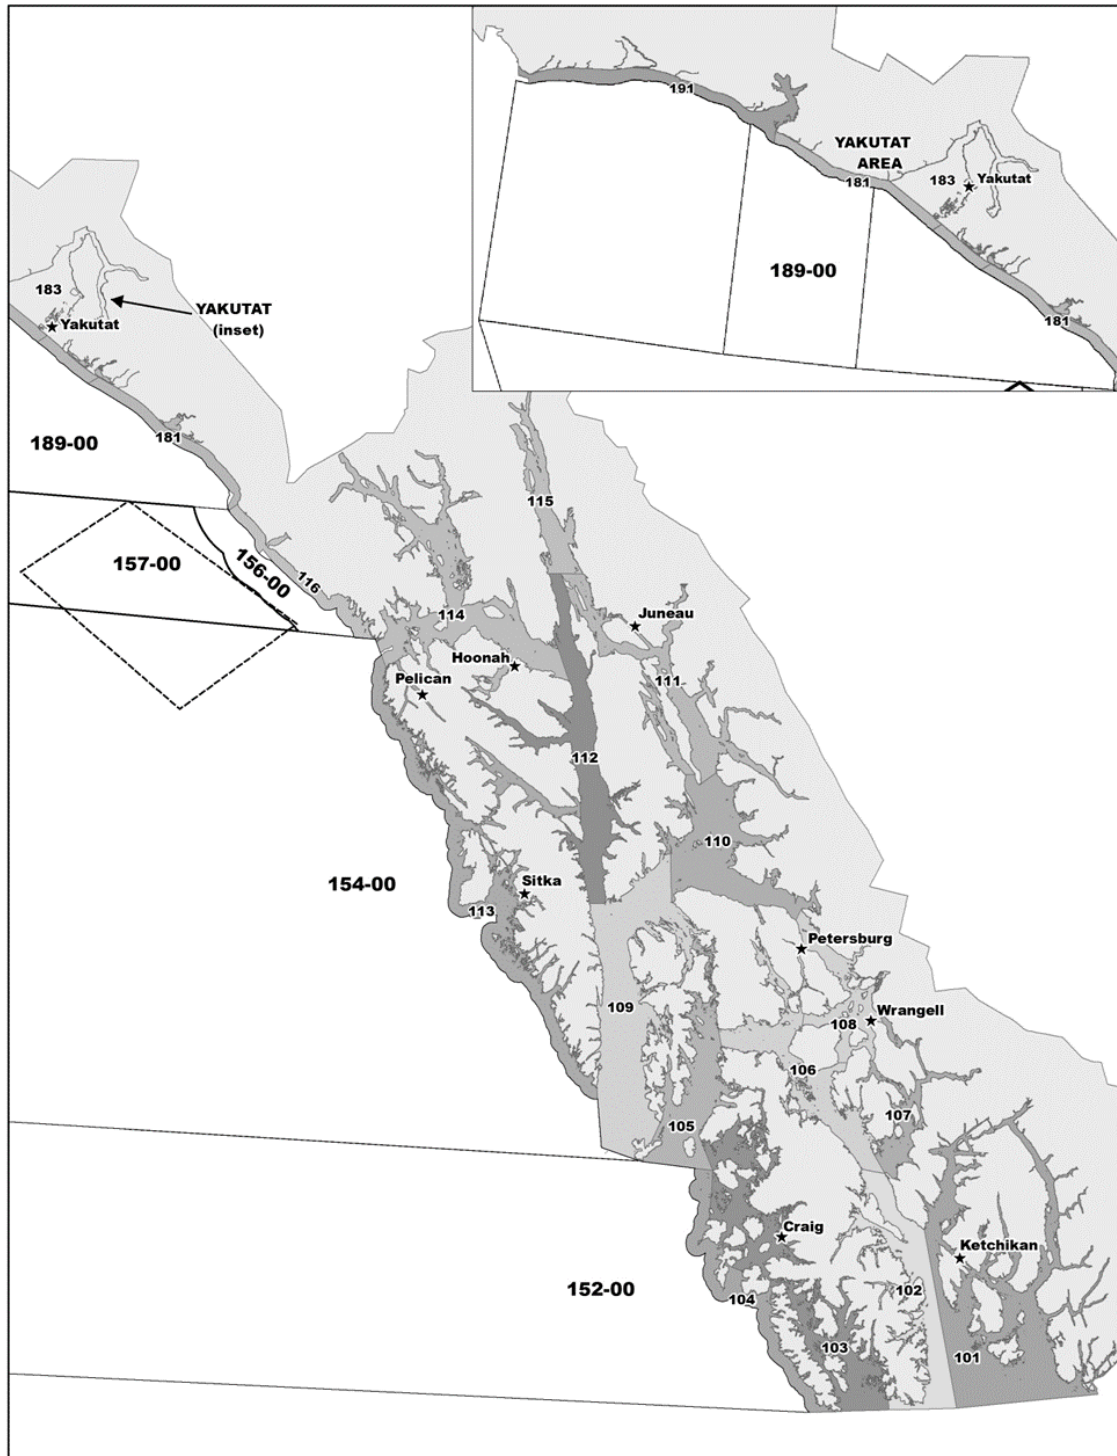 191
YAKUTAT
AREA
181
183
Yakutat
189-00
181
183
Yakutat
YAKUTAT
(inset)
181
189-00
157-00
156-00
116
115
114
Juneau
Hoonah
Pelican
111
112
110
154-00
Sitka
113
Petersburg
109
Wrangell
108
106
107
105
Craig
Ketchikan
152-00
104
102
103
101